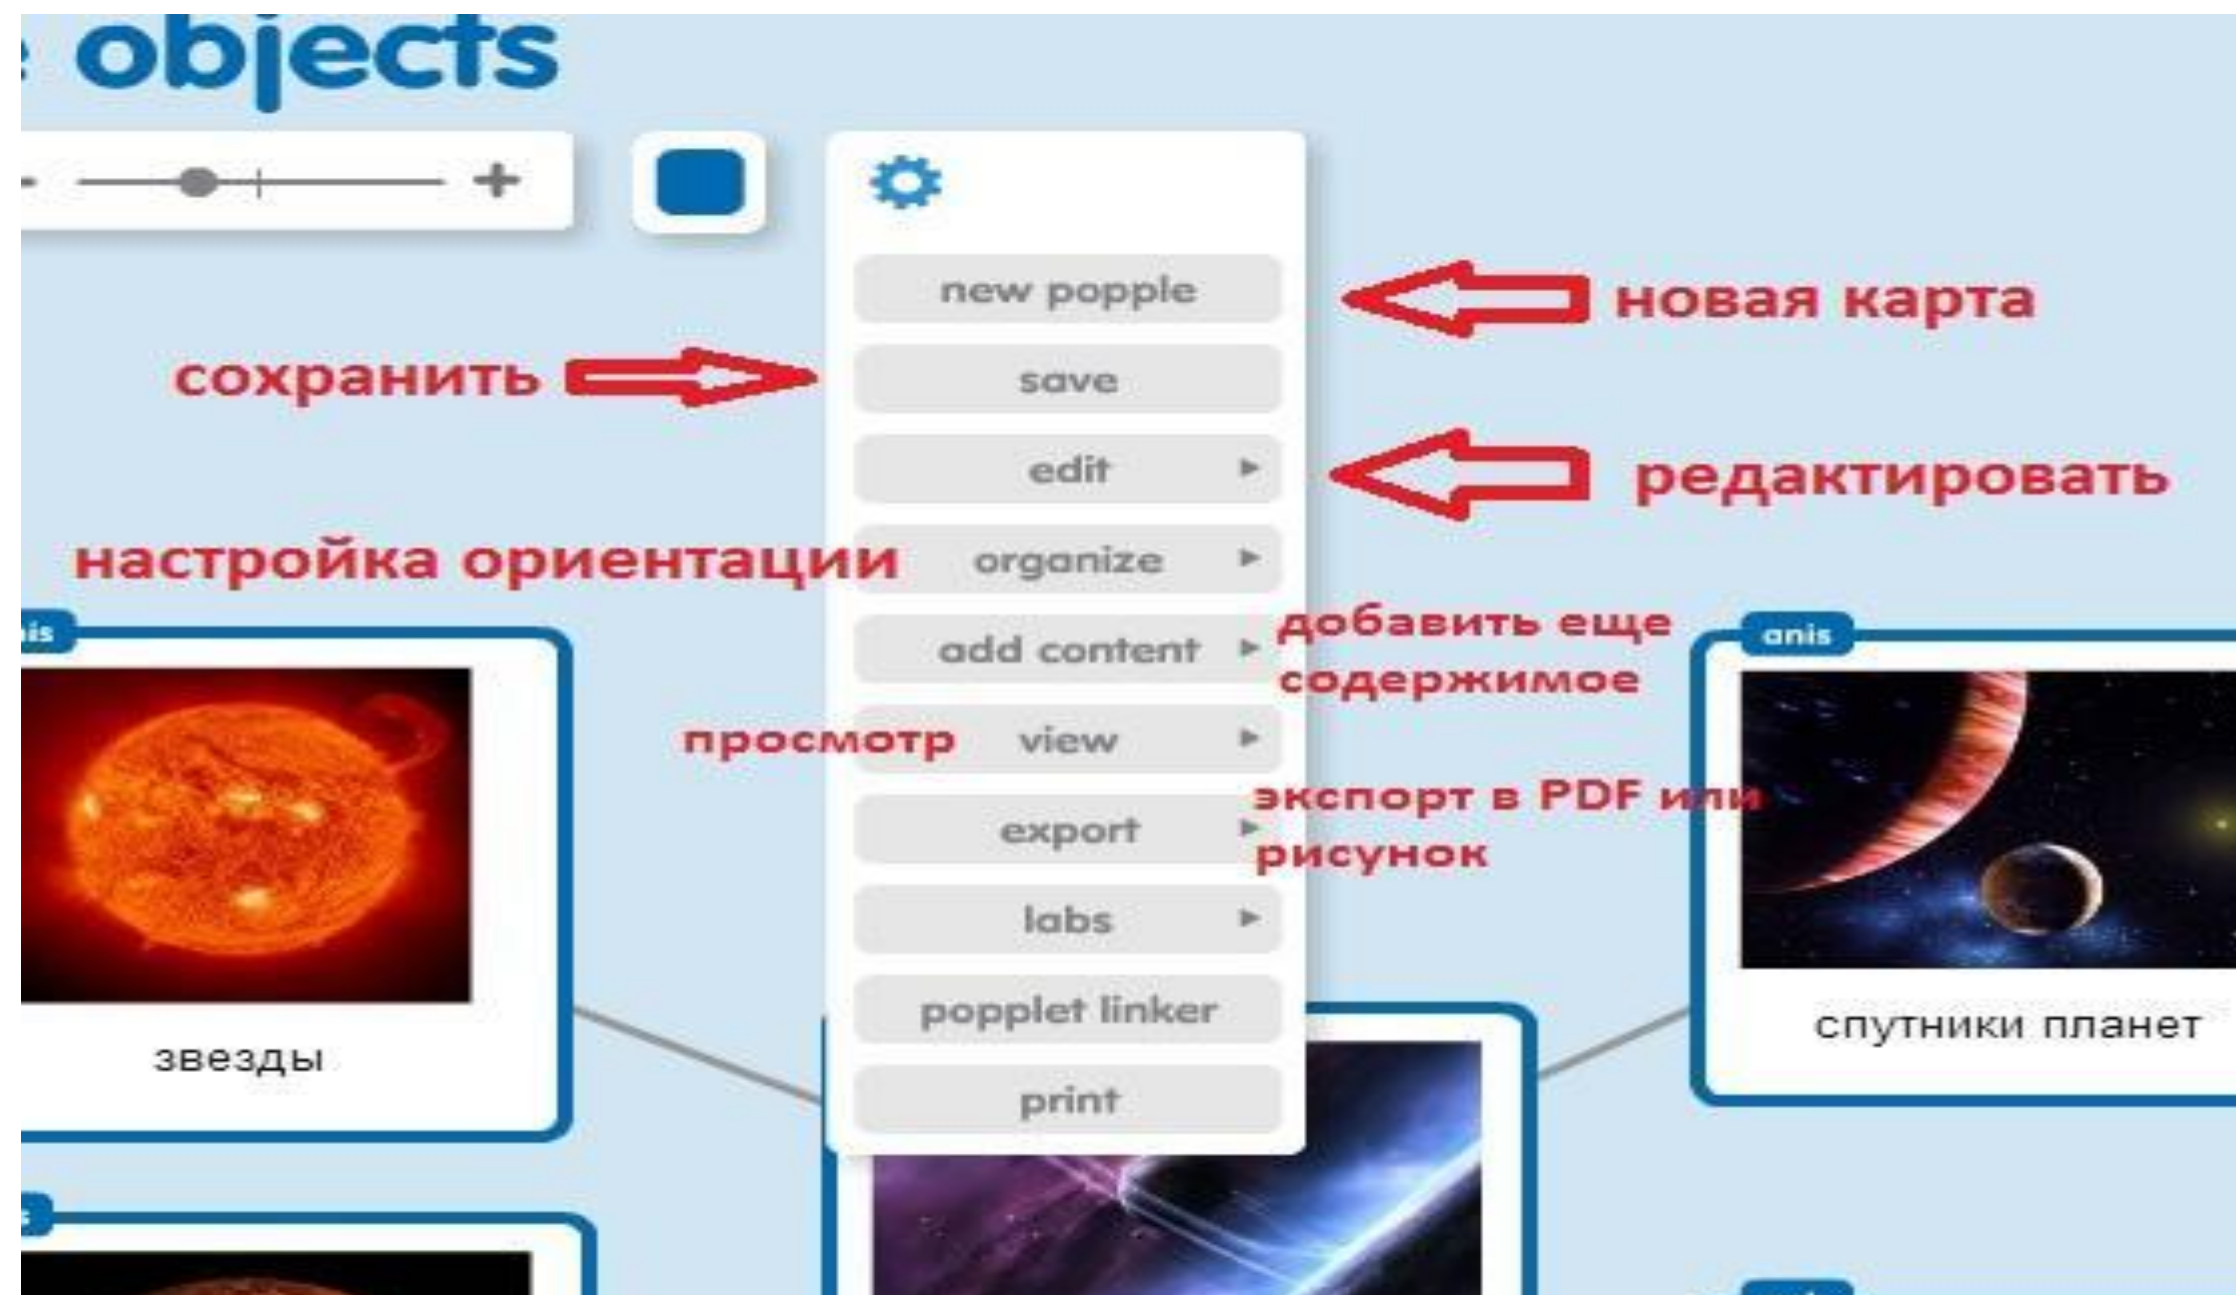 objects
new popple
новая карта
сохранить
save
edit
редактировать
настройка ориентации
organize
add content
добавить еще
содержимое
просмотр
view
export
экспорт в PDF или
рисунок
labs
popplet linker
print
anis
звезды
спутники планет